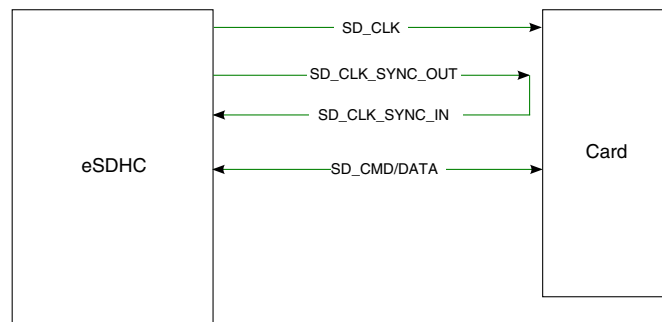 SD_CLK
SD_CLK_SYNC_OUT
SD_CLK_SYNC_IN
eSDHC
SD_CMD/DATA
Card